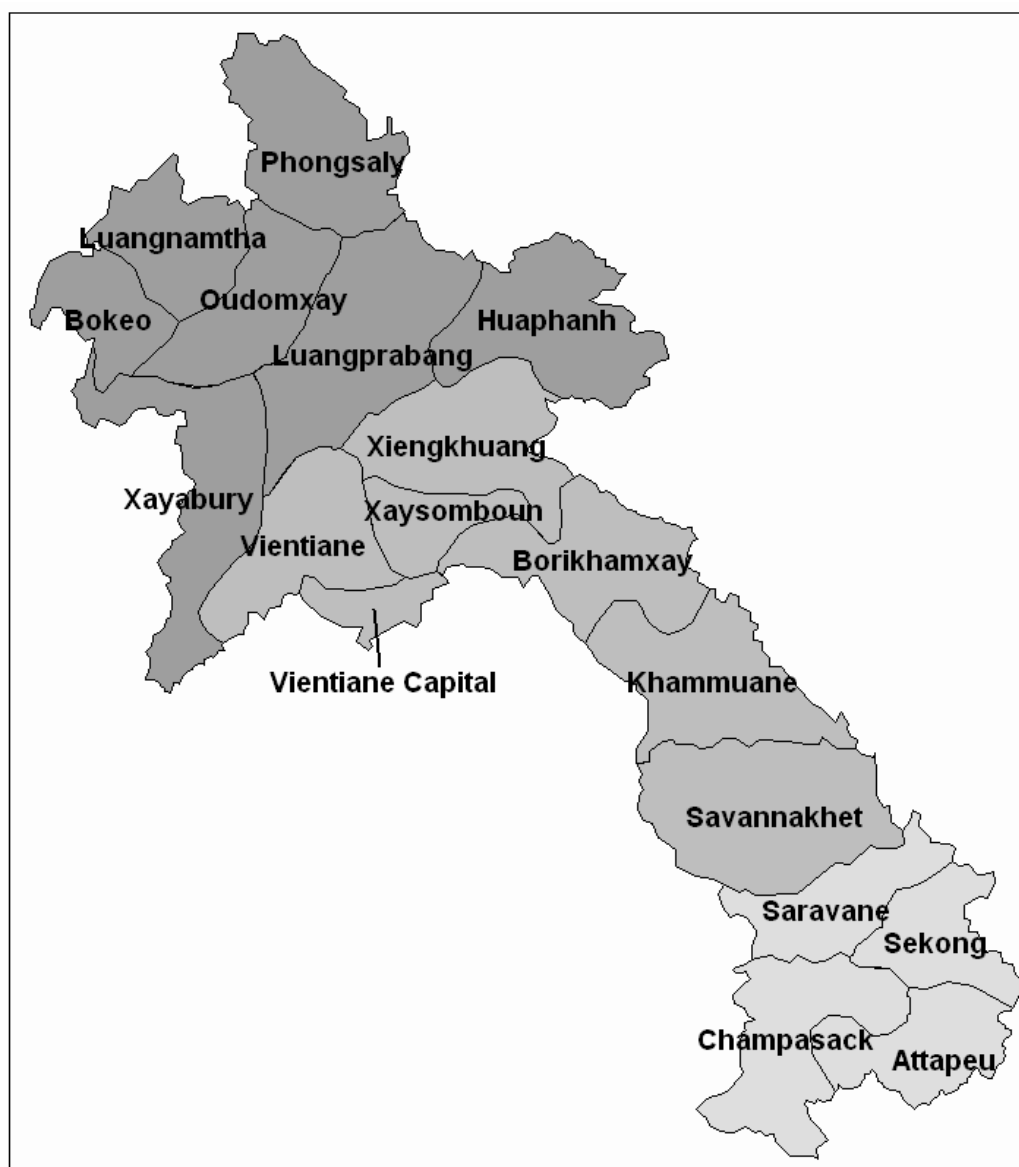 Phongsaly
Luangnamtha
Oudomxay
Bokeo
Huaphanh
Luangprabang
Xiengkhuang
Xayabury
Xaysomboun
Vientiane
Borikhamxay
Vientiane Capital
Khammuane
Savannakhet
Saravane
Sekong
Champasack
Attapeu